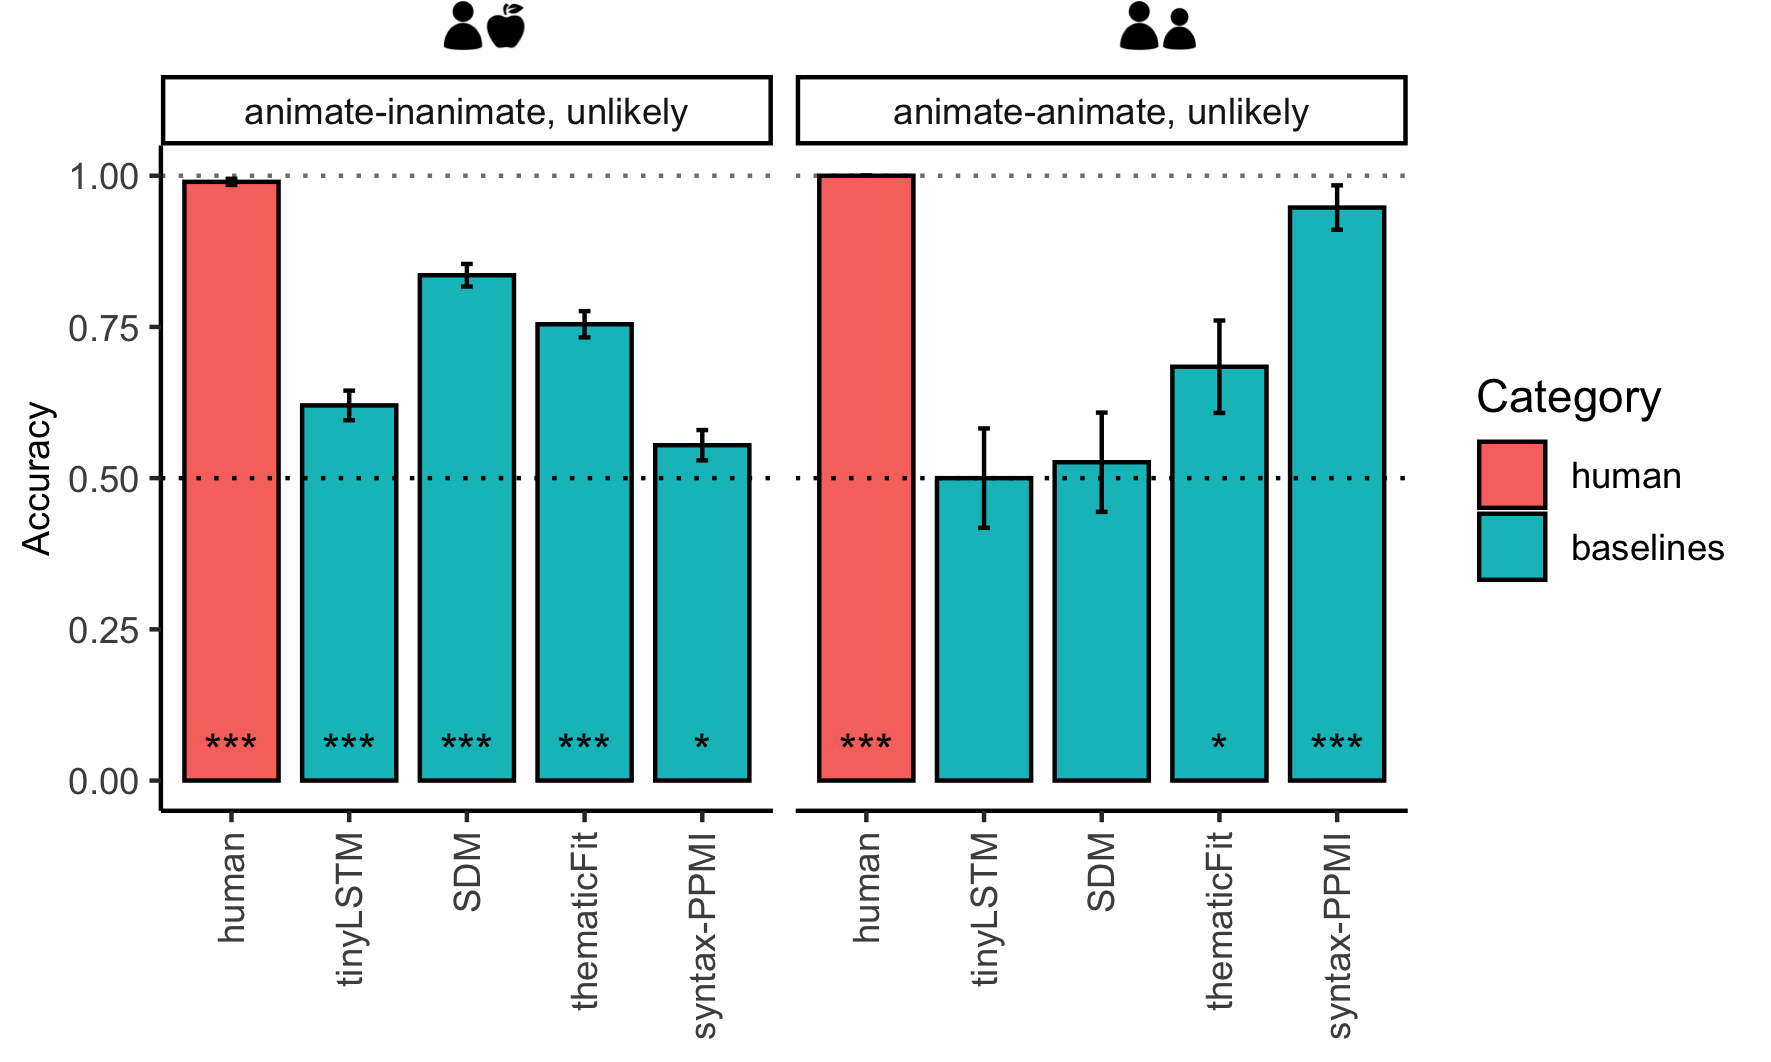 animate-inanimate, unlikely
animate-animate, unlikely
Accuracy
1.00
0.75
0.50
0.25
0.00
*** *** *** *** *
*** * ***
human
tinyLSTM
SDM
thematicFit
syntax-PPMI
human
tinyLSTM
SDM
thematicFit
syntax-PPMI
Category
human
baselines